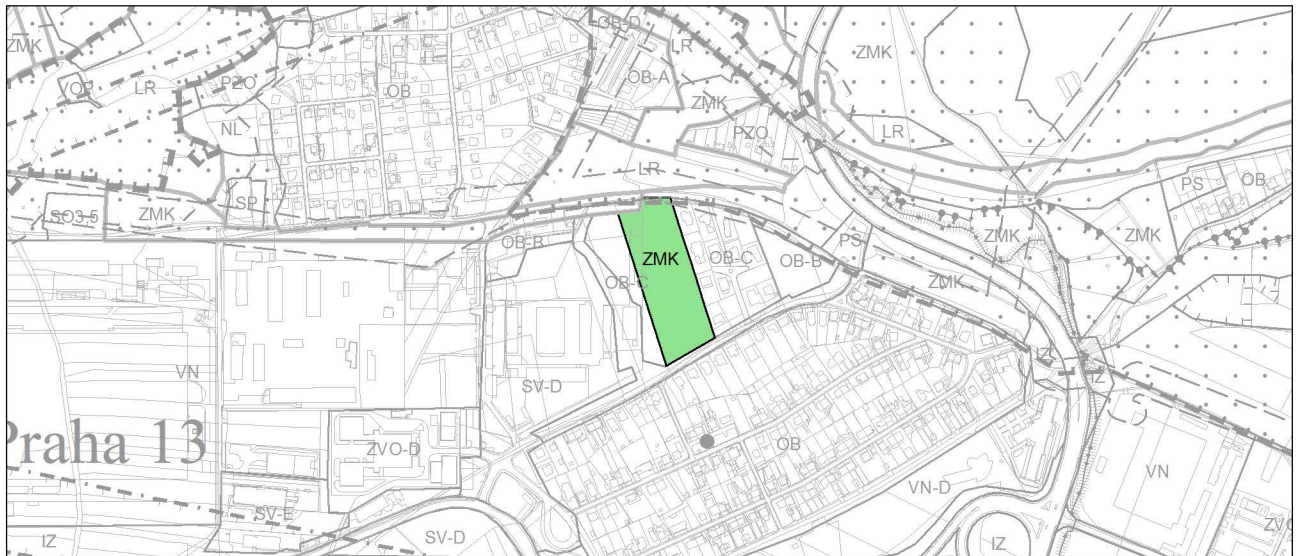 ZMK
VOP
LR
PZO
NL
OB
OB-D
LR
OB-A
ZMK
PZO
LR
ZMK
LR
SO3,5
ZMK
SP
OB-B
ZMK
OB-C
OB-C
OB-B
PS
ZMK
ZMK
ZMK
PS
OB
VN
SV-D
IZ
IZ
Praha 13
ZVO-D
OB
VN-D
VN
SV-E
IZ
SV-D
IZ